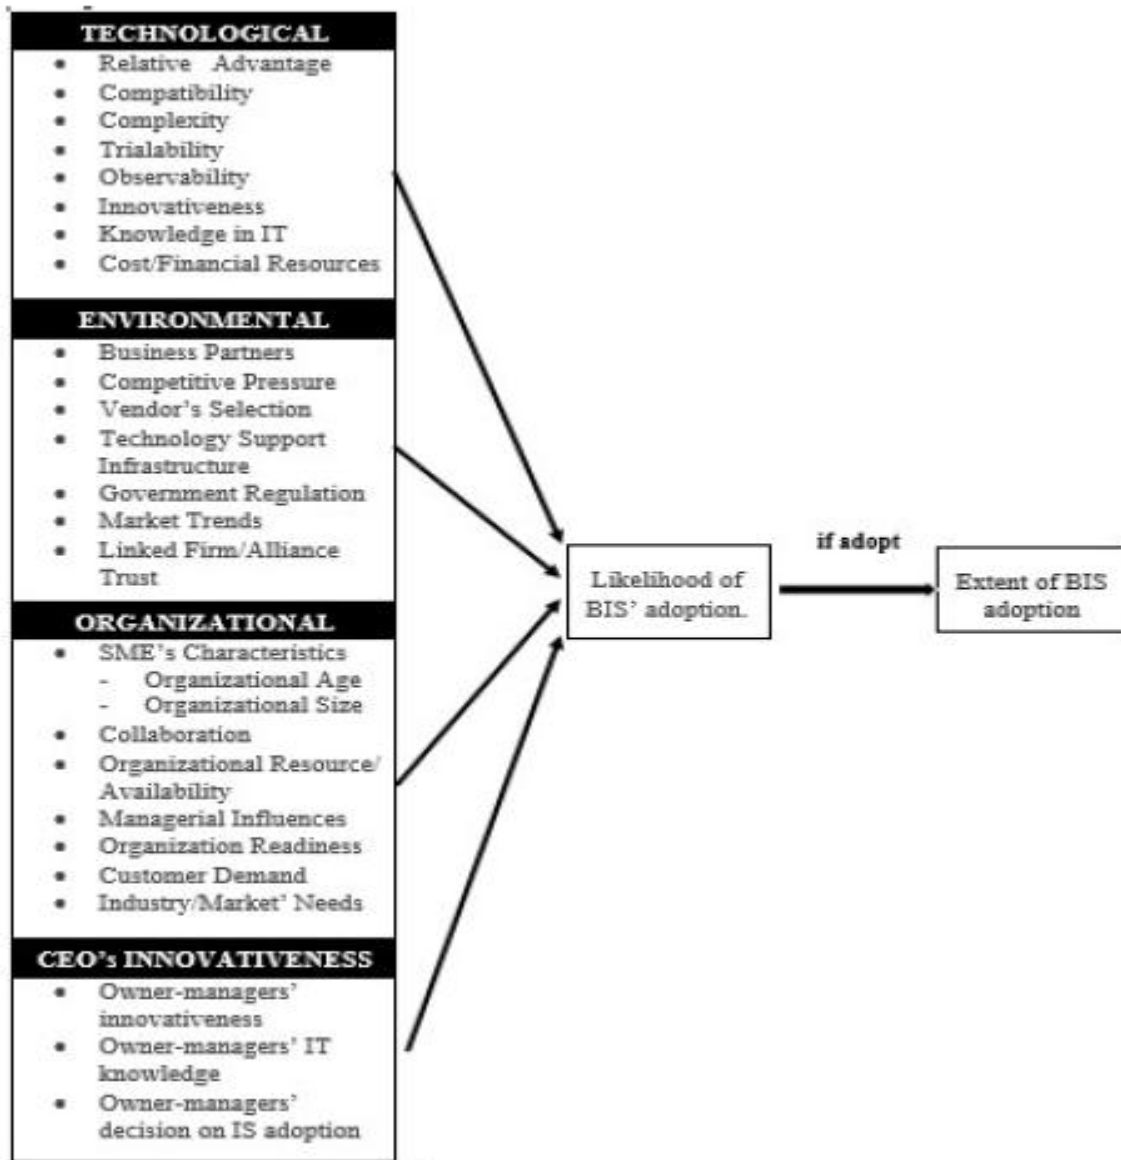 TECHNOLOGICAL
• Relative Advantage
• Compatibility
• Complexity
• Trialability
• Observability
• Innovativeness
• Knowledge in IT
• Cost/Financial Resources
ENVIRONMENTAL
• Business Partners
• Competitive Pressure
• Vendor's Selection
• Technology Support
Infrastructure
• Government Regulation
• Market Trends
• Linked Firm/Alliance
Trust
ORGANIZATIONAL
• SME's Characteristics
- Organizational Age
- Organizational Size
• Collaboration
• Organizational Resource/
Availability
• Managerial Influences
• Organization Readiness
• Customer Demand
• Industry/Market' Needs
CEO's INNOVATIVENESS
• Owner-managers'
innovativeness
• Owner-managers' IT
knowledge
• Owner-managers'
decision on IS adoption
Likelihood of
BIS' adoption.
if adopt
Extent of BIS
adoption